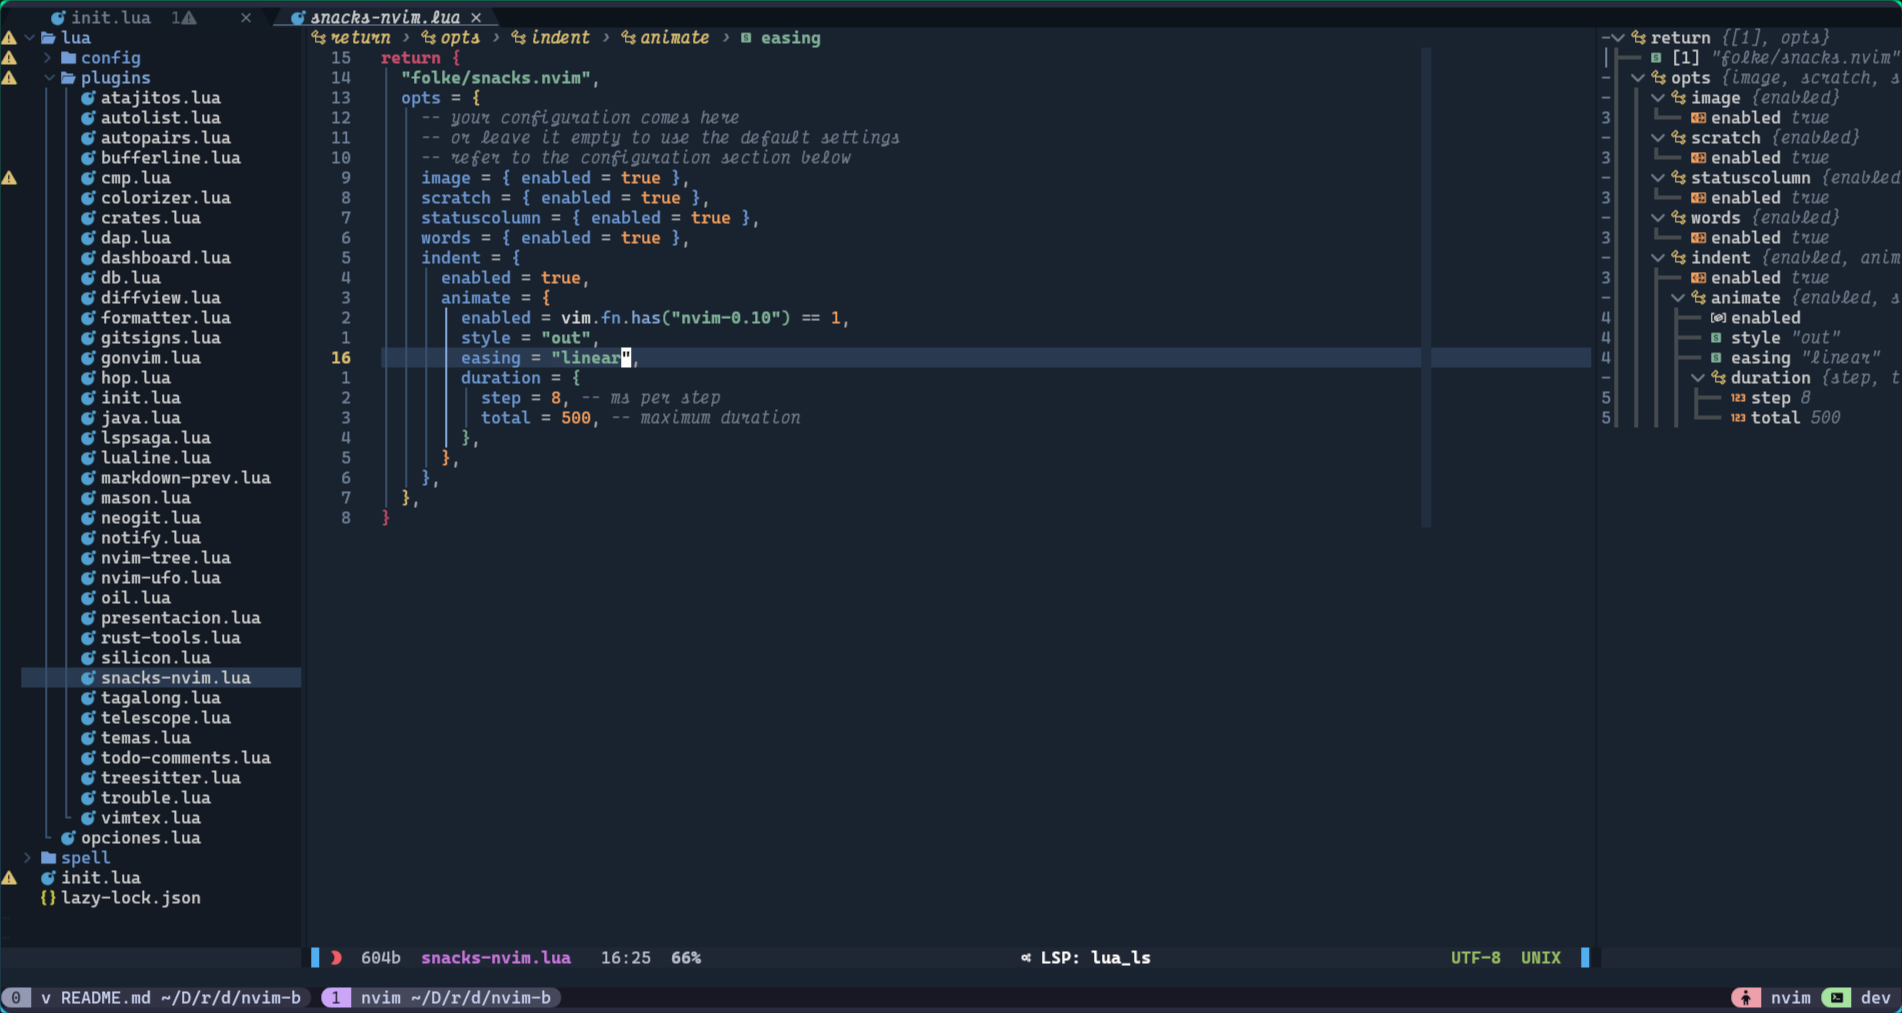 init.lua 1
snacks-nvim.lua
lua
config
plugins
atajitos.lua
autolist.lua
autopairs.lua
bufferline.lua
cmp.lua
colorizer.lua
crates.lua
dap.lua
dashboard.lua
db.lua
diffview.lua
formatter.lua
gitsigns.lua
gonvim.lua
hop.lua
init.lua
java.lua
lspsaga.lua
lualine.lua
markdown-prev.lua
mason.lua
neogit.lua
notify.lua
nvim-tree.lua
nvim-ufo.lua
oil.lua
presentacion.lua
rust-tools.lua
silicon.lua
snacks-nvim.lua
tagalong.lua
telescope.lua
temas.lua
todo-comments.lua
treesitter.lua
trouble.lua
vimtex.lua
opciones.lua
spell
init.lua
{} lazy-lock.json
return › opts › indent › animate › easing
15 return {
14 "folke/snacks.nvim",
13 opts = {
12 -- your configuration comes here
11 -- or leave it empty to use the default settings
10 -- refer to the configuration section below
9 image = { enabled = true },
8 scratch = { enabled = true },
7 statuscolumn = { enabled = true },
6 words = { enabled = true },
5 indent = {
4 enabled = true,
3 animate = {
2 enabled = vim.fn.has("nvim-0.10") == 1,
1 style = "out",
16 easing = "linear",
1 duration = {
2 step = 8, -- ms per step
3 total = 500, -- maximum duration
4 },
5 },
6 },
7 },
8 }
return {[1], opts}
[1] "folke/snacks.nvim"
opts {image, scratch, s
image {enabled}
3 enabled true
scratch {enabled}
3 enabled true
statuscolumn {enabled
3 enabled true
words {enabled}
3 enabled true
indent {enabled, anim
3 enabled true
animate {enabled, s
4 enabled
4 style "out"
4 easing "linear"
duration {step, t
5 123 step 8
5 123 total 500
604b snacks-nvim.lua 16:25 66%
LSP: lua_ls
UTF-8 UNIX
0 v README.md ~/D/r/d/nvim-b 1 nvim ~/D/r/d/nvim-b
nvim dev